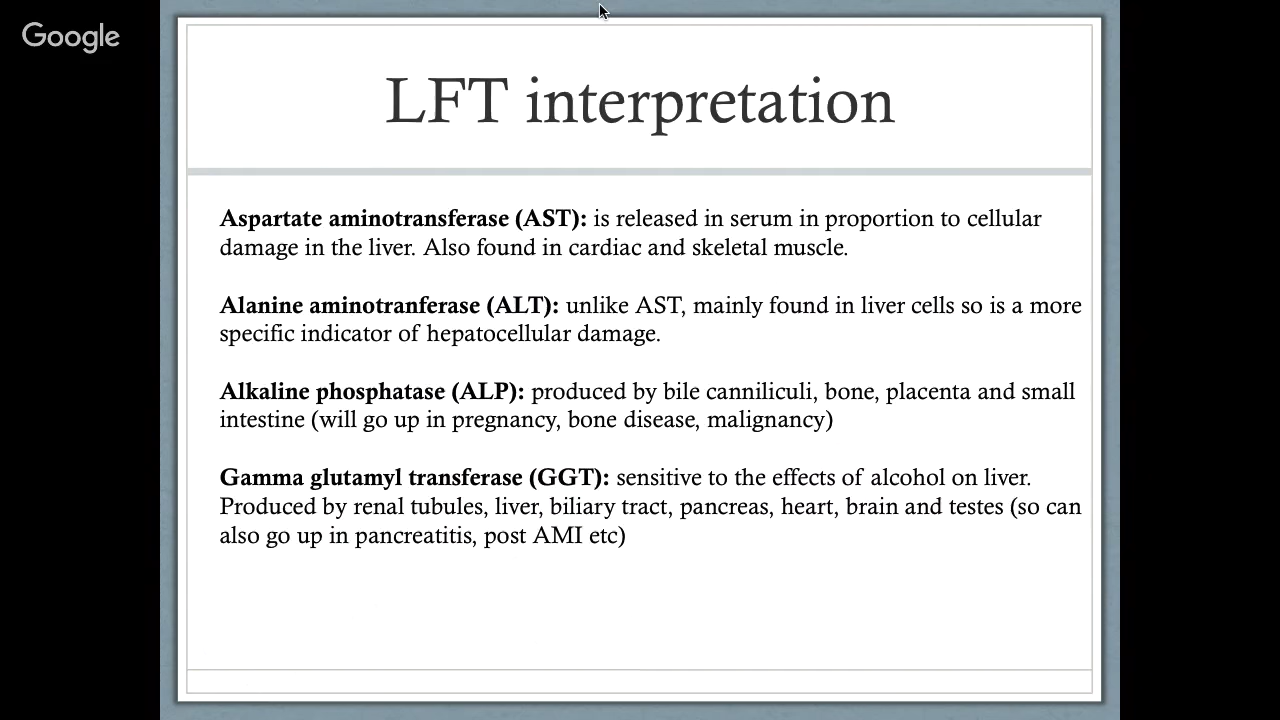 Google
LFT interpretation
Aspartate aminotransferase (AST): is released in serum in proportion to cellular
damage in the liver. Also found in cardiac and skeletal muscle.
Alanine aminotranferase (ALT): unlike AST, mainly found in liver cells so is a more
specific indicator of hepatocellular damage.
Alkaline phosphatase (ALP): produced by bile canniliculi, bone, placenta and small
intestine (will go up in pregnancy, bone disease, malignancy)
Gamma glutamyl transferase (GGT): sensitive to the effects of alcohol on liver.
Produced by renal tubules, liver, biliary tract, pancreas, heart, brain and testes (so can
also go up in pancreatitis, post AMI etc)